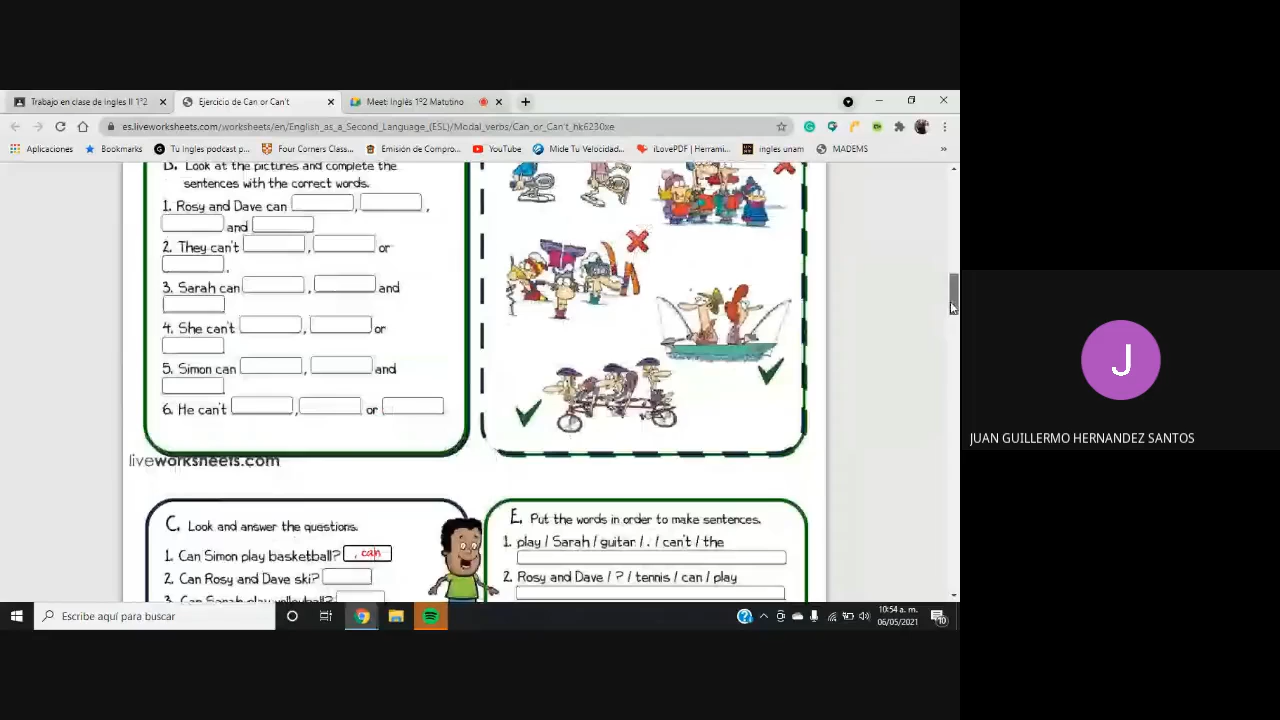 Trabajo en clase de Ingles II 1°2
Ejercicio de Can or Can't
Meet: Inglés 1°2 Matutino
es.liveworksheets.com/worksheets/en/English_as_a_Second_Language_(ESL)/Modal_verbs/Can_or_Can't_hk6230xe
Aplicaciones
Bookmarks
Tu Ingles podcast p...
Four Corners Class...
Emisión de Compro...
YouTube
Mide Tu Velocidad...
iLovePDF | Herrami...
ingles unam
MADEMS
B. Look at the pictures and complete the
sentences with the correct words.
1. Rosy and Dave can , ,
and
2. They can't , or
.
3. Sarah can , and
4. She can't , or
5. Simon can , and
6. He can't , or
liveworksheets.com
C. Look and answer the questions.
1. Can Simon play basketball? , can
2. Can Rosy and Dave ski?
3. Can Sarah play volleyball?
E. Put the words in order to make sentences.
1. play / Sarah / guitar / . / can't / the
2. Rosy and Dave / ? / tennis / can / play
J
JUAN GUILLERMO HERNANDEZ SANTOS
Escribe aquí para buscar
10:54 a. m.
06/05/2021
10